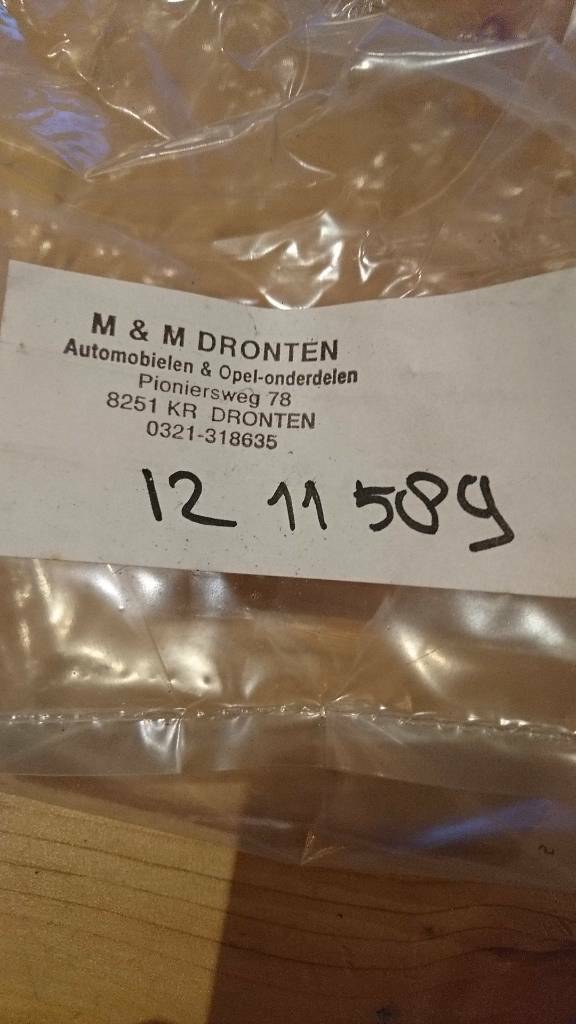 M & M DRONTEN
Automobielen & Opel-onderdelen
Pioniersweg 78
8251 KR DRONTEN
0321-318635
12 11 589